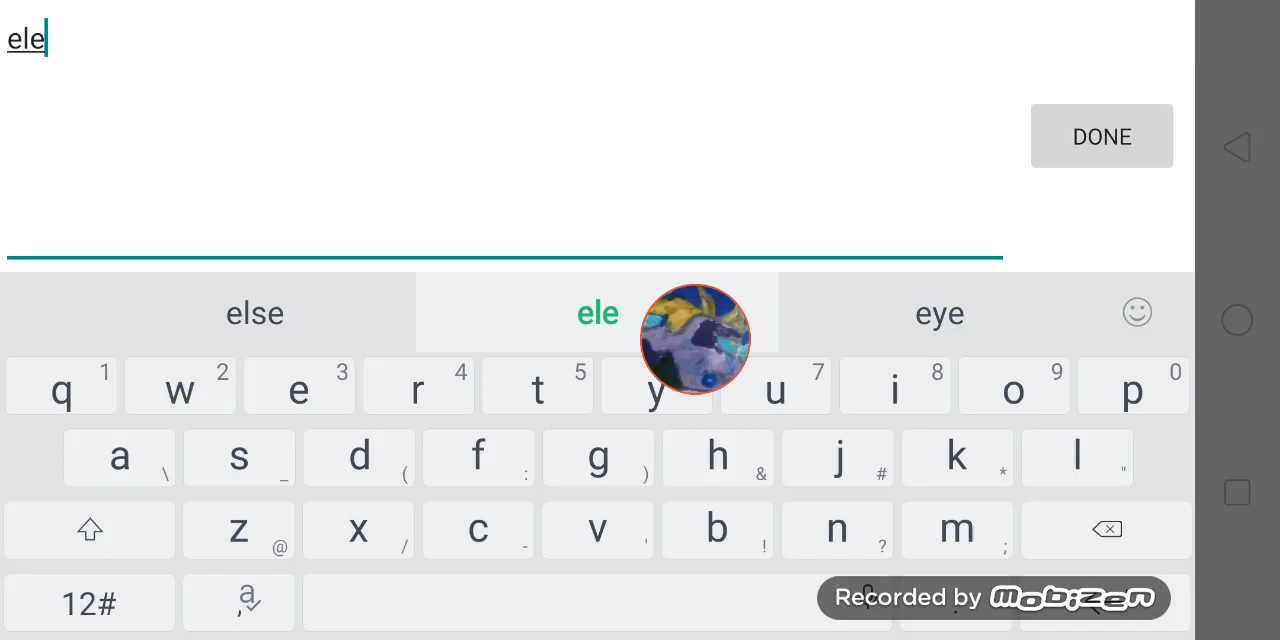 ele
DONE
else ele eye
q 1 w 2 e 3 r 4 t 5 y u 7 i 8 o 9 p 0
a \ s _ d ( f : g ) h & j # k * l "
z @ x / c - v ' b ! n ? m ;
12# , a Recorded by mobizen .